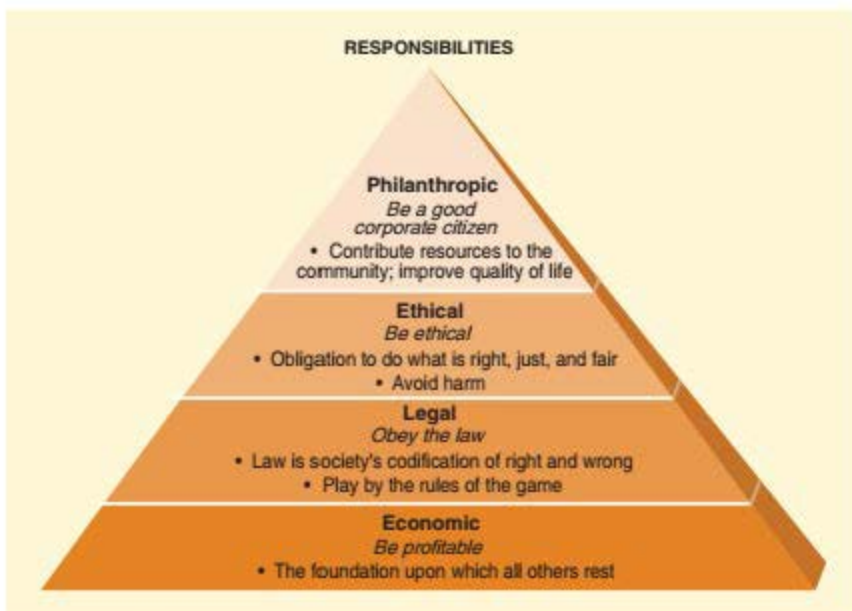 RESPONSIBILITIES
Philanthropic
Be a good
corporate citizen
• Contribute resources to the
community; improve quality of life
Ethical
Be ethical
• Obligation to do what is right, just, and fair
• Avoid harm
Legal
Obey the law
• Law is society's codification of right and wrong
• Play by the rules of the game
Economic
Be profitable
• The foundation upon which all others rest